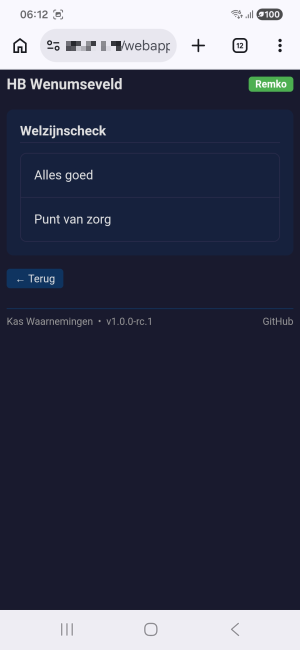 06:12
100
/webapp
12
HB Wenumseveld
Remko
Welzijnscheck
Alles goed
Punt van zorg
← Terug
Kas Waarnemingen • v1.0.0-rc.1
GitHub